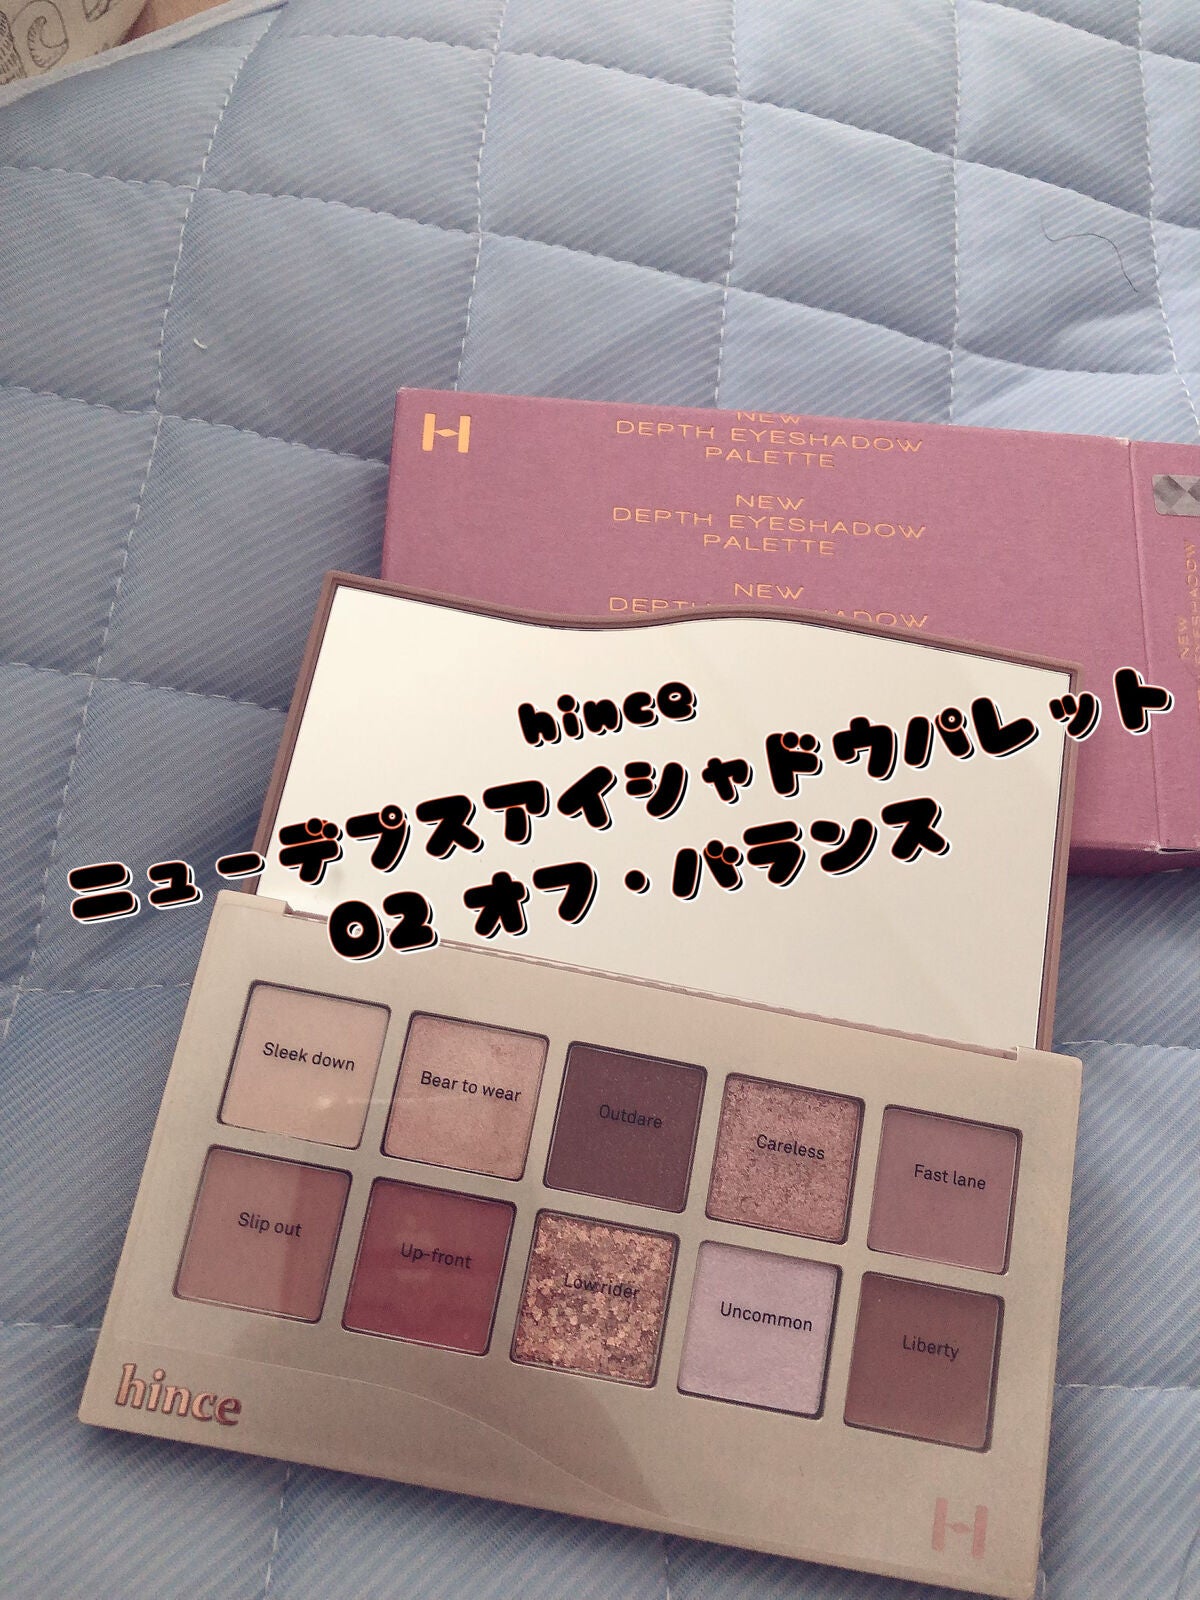 H
NEW
DEPTH EYESHADOW
PALETTE
NEW
DEPTH EYESHADOW
PALETTE
NEW
hince
ニューデプスアイシャドウパレット
02 オフ・バランス
Sleek down
Bear to wear
Outdare
Careless
Fast lane
Slip out
Up-front
Low rider
Uncommon
Liberty
hince
H